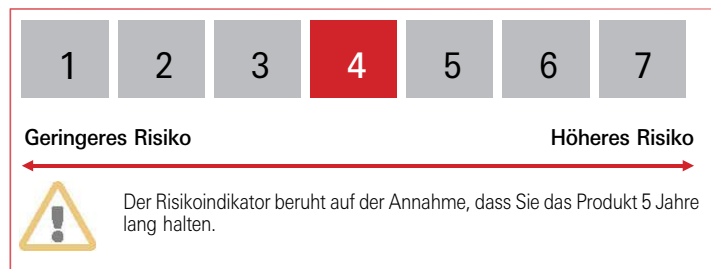 1 2 3 4 5 6 7
Geringeres Risiko Höheres Risiko
Der Risikoindikator beruht auf der Annahme, dass Sie das Produkt 5 Jahre
lang halten.